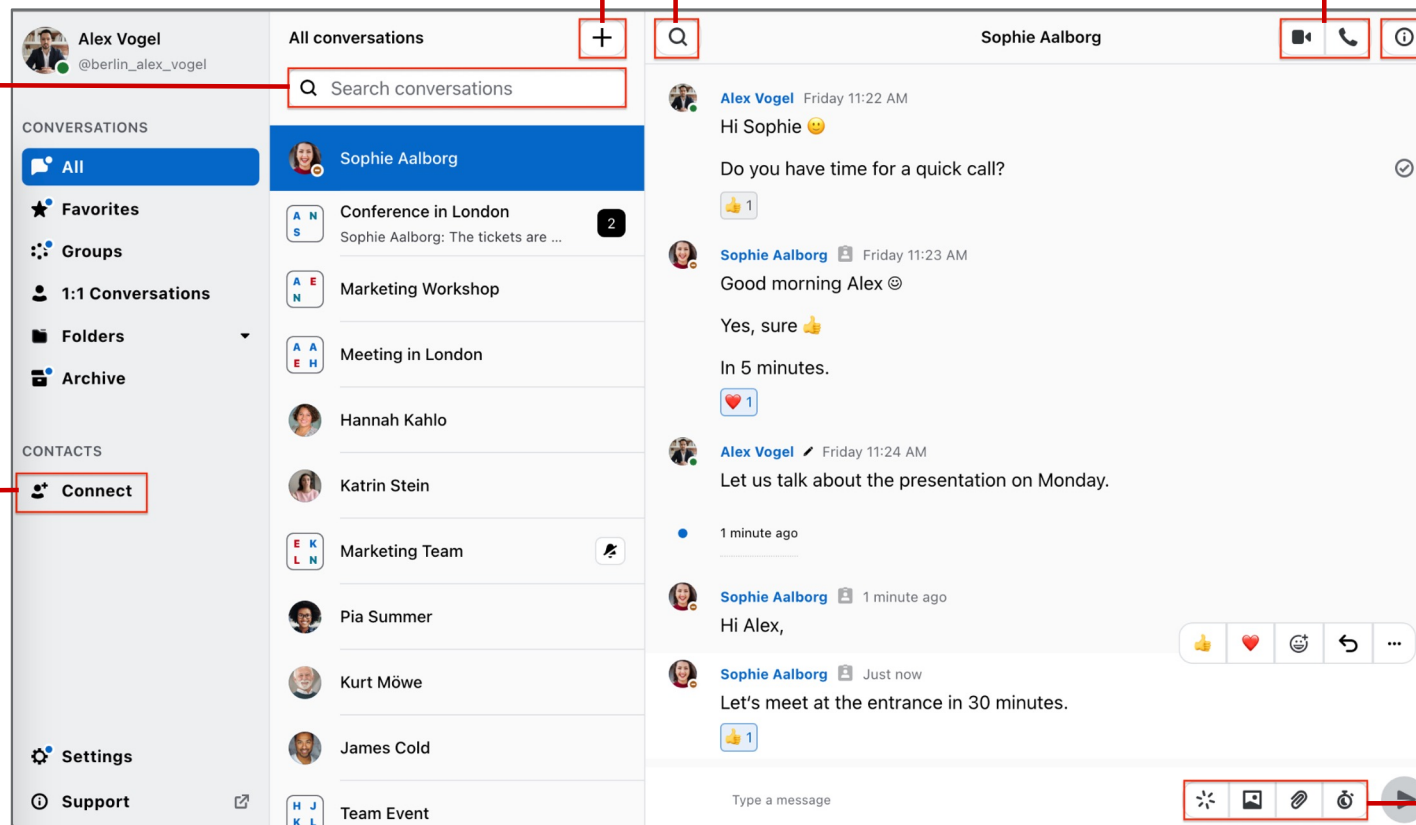 Alex Vogel
@berlin_alex_vogel
CONVERSATIONS
All
Favorites
Groups
1:1 Conversations
Folders
Archive
CONTACTS
Connect
Settings
Support
All conversations
Search conversations
Sophie Aalborg
A N
S
Conference in London
Sophie Aalborg: The tickets are ...
2
A E
N
Marketing Workshop
A A
E H
Meeting in London
Hannah Kahlo
Katrin Stein
E K
L N
Marketing Team
Pia Summer
Kurt Möwe
James Cold
H J
K L
Team Event
Sophie Aalborg
Alex Vogel Friday 11:22 AM
Hi Sophie 🙂
Do you have time for a quick call?
👍 1
Sophie Aalborg Friday 11:23 AM
Good morning Alex ☺
Yes, sure 👍
In 5 minutes.
❤️ 1
Alex Vogel Friday 11:24 AM
Let us talk about the presentation on Monday.
1 minute ago
Sophie Aalborg 1 minute ago
Hi Alex,
Sophie Aalborg Just now
Let's meet at the entrance in 30 minutes.
👍 1
Type a message